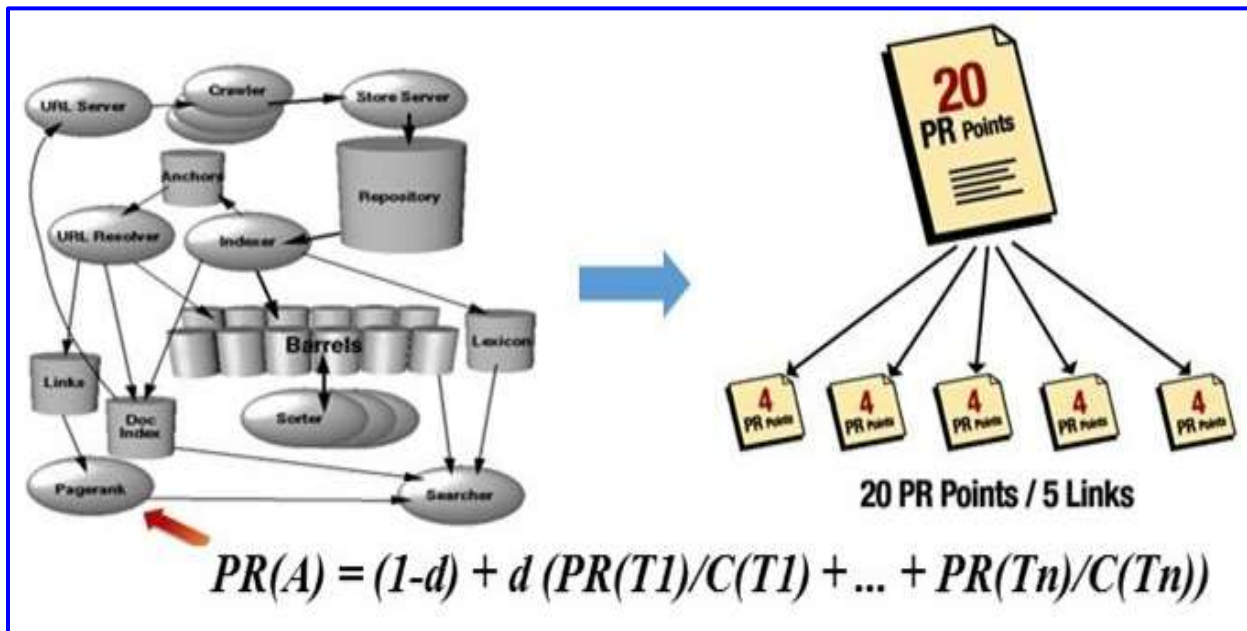 URL Server
Crawler
Store Server
Anchors
Repository
URL Resolver
Indexer
Barrels
Lexicon
Links
Doc
Index
Sorter
Pagerank
Searcher
20
PR Points
4
PR Points
4
PR Points
4
PR Points
4
PR Points
4
PR Points
20 PR Points / 5 Links
PR(A) = (1-d) + d (PR(T1)/C(T1) + ... + PR(Tn)/C(Tn))